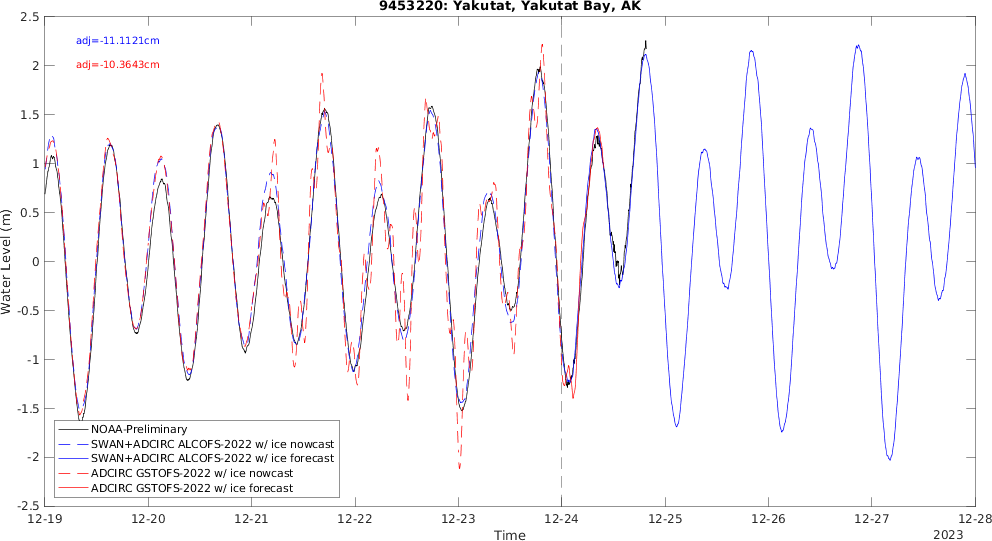 9453220: Yakutat, Yakutat Bay, AK
2.5
2
1.5
1
0.5
0
-0.5
-1
-1.5
-2
-2.5
Water Level (m)
adj=-11.1121cm
adj=-10.3643cm
NOAA-Preliminary
SWAN+ADCIRC ALCOFS-2022 w/ ice nowcast
SWAN+ADCIRC ALCOFS-2022 w/ ice forecast
ADCIRC GSTOFS-2022 w/ ice nowcast
ADCIRC GSTOFS-2022 w/ ice forecast
12-19 12-20 12-21 12-22 12-23 12-24 12-25 12-26 12-27 12-28
Time
2023